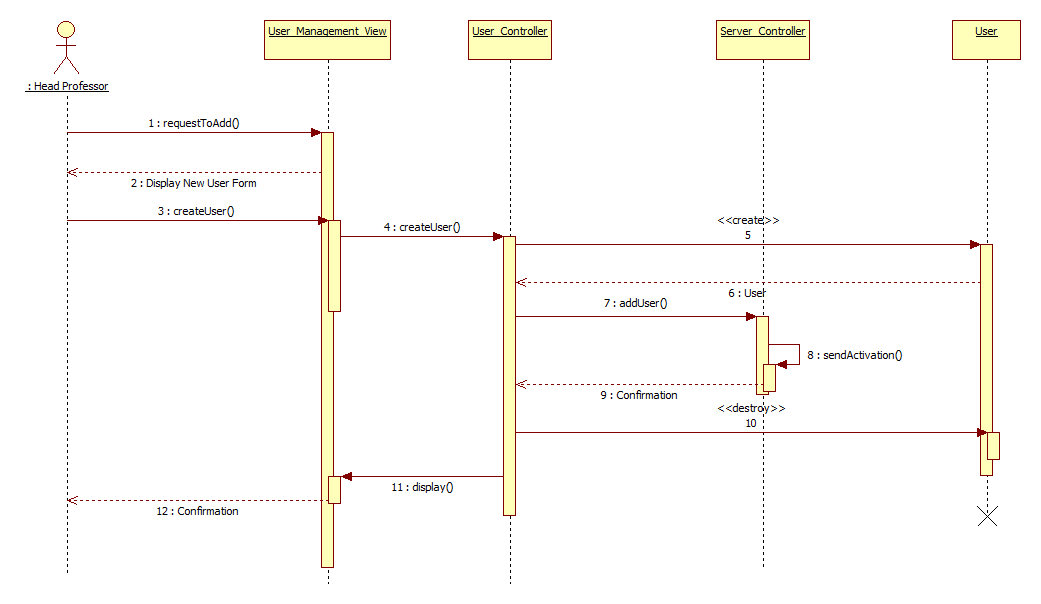 User_Management_View
User_Controller
Server_Controller
User
: Head Professor
1 : requestToAdd()
2 : Display New User Form
3 : createUser()
4 : createUser()
<<create>>
5
6 : User
7 : addUser()
8 : sendActivation()
9 : Confirmation
<<destroy>>
10
11 : display()
12 : Confirmation